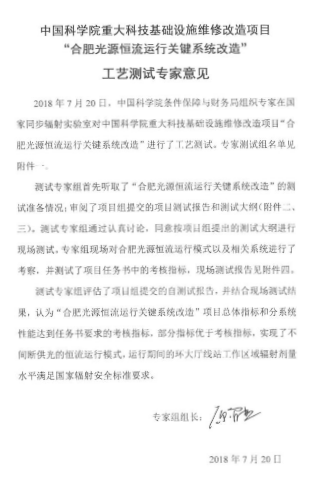 中国科学院重大科技基础设施维修改造项目
“合肥光源恒流运行关键系统改造”
工艺测试专家意见
2018 年 7 月 20 日，中国科学院条件保障与财务局组织专家在国
家同步辐射实验室对中国科学院重大科技基础设施维修改造项目“合
肥光源恒流运行关键系统改造”进行了工艺测试。专家测试组名单见
附件一。
测试专家组首先听取了“合肥光源恒流运行关键系统改造”的测
试准备情况；审阅了项目组提交的项目测试报告和测试大纲（附件二、
三）。测试专家组通过认真讨论，同意按项目组提出的测试大纲进行
现场测试。专家组现场对合肥光源恒流运行模式以及相关系统进行了
考察，并测试了项目任务书中的考核指标，现场测试报告见附件四。
测试专家组评估了项目组提交的自测试报告，并结合现场测试结
果，认为“合肥光源恒流运行关键系统改造”项目总体指标和分系统
性能达到任务书要求的考核指标，部分指标优于考核指标，实现了不
间断供光的恒流运行模式，运行期间的环大厅线站工作区域辐射剂量
水平满足国家辐射安全标准要求。
专家组组长：
2018 年 7 月 20 日